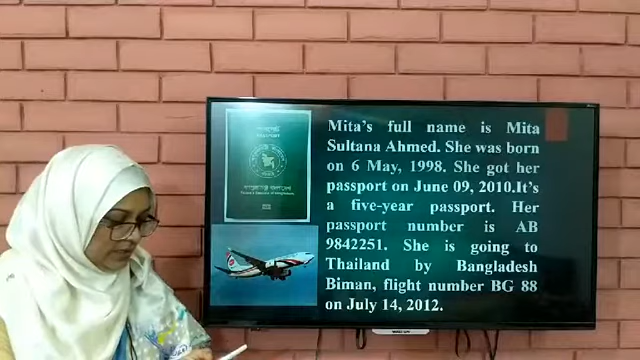 PASSPORT
Mita's full name is Mita
Sultana Ahmed. She was born
on 6 May, 1998. She got her
passport on June 09, 2010.It's
a five-year passport. Her
passport number is AB
9842251. She is going to
Thailand by Bangladesh
Biman, flight number BG 88
on July 14, 2012.